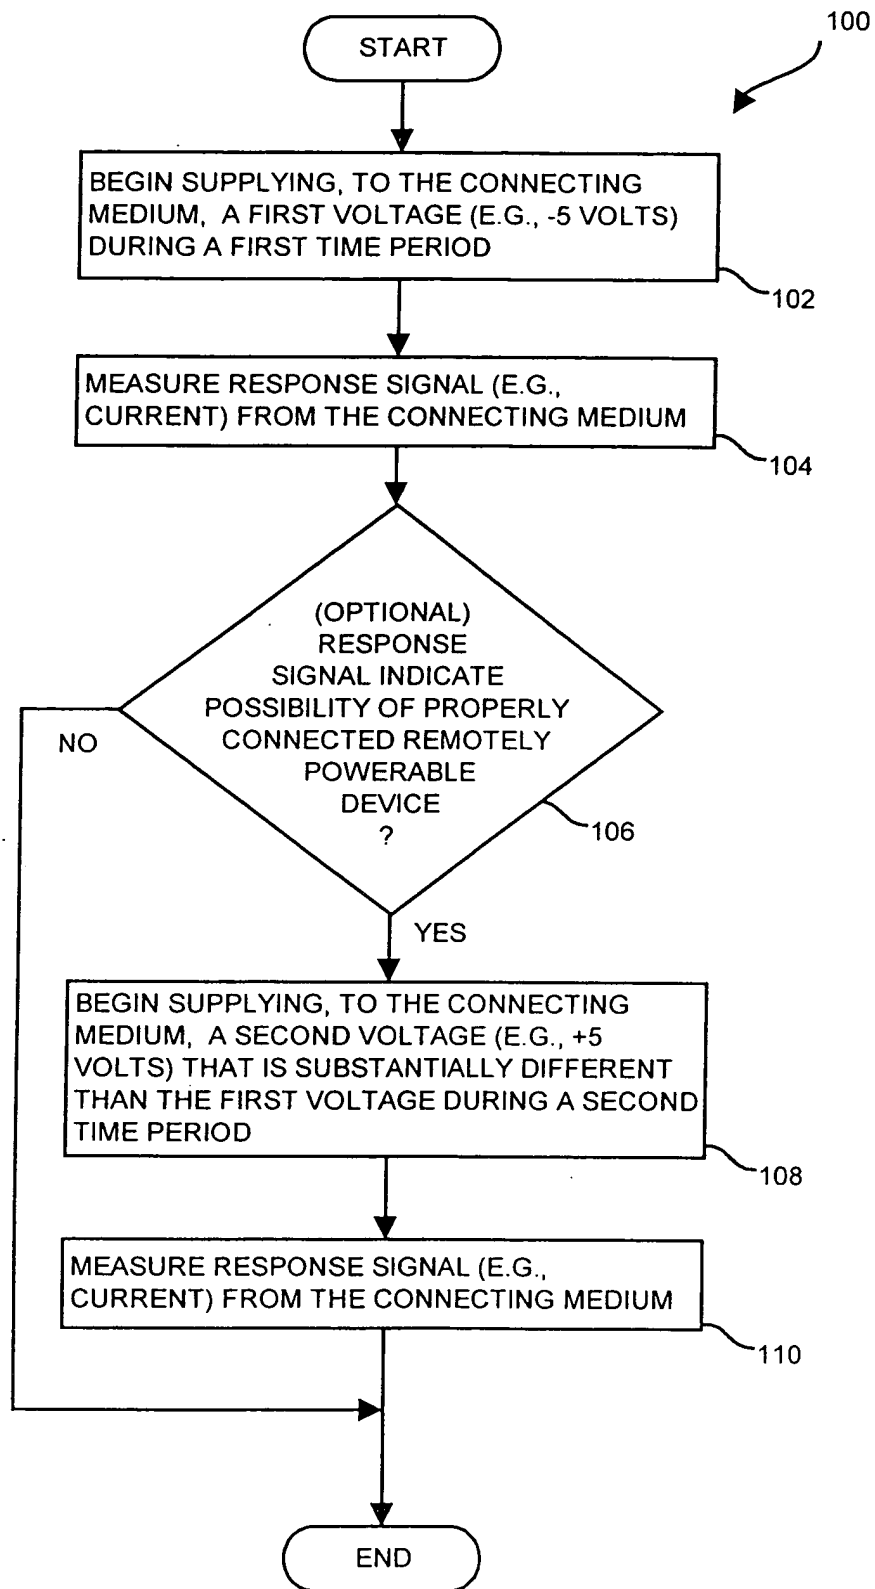 100
START
BEGIN SUPPLYING, TO THE CONNECTING
MEDIUM, A FIRST VOLTAGE (E.G., -5 VOLTS)
DURING A FIRST TIME PERIOD
102
MEASURE RESPONSE SIGNAL (E.G.,
CURRENT) FROM THE CONNECTING MEDIUM
104
(OPTIONAL)
RESPONSE
SIGNAL INDICATE
POSSIBILITY OF PROPERLY
CONNECTED REMOTELY
POWERABLE
DEVICE
?
NO
106
YES
BEGIN SUPPLYING, TO THE CONNECTING
MEDIUM, A SECOND VOLTAGE (E.G., +5
VOLTS) THAT IS SUBSTANTIALLY DIFFERENT
THAN THE FIRST VOLTAGE DURING A SECOND
TIME PERIOD
108
MEASURE RESPONSE SIGNAL (E.G.,
CURRENT) FROM THE CONNECTING MEDIUM
110
END